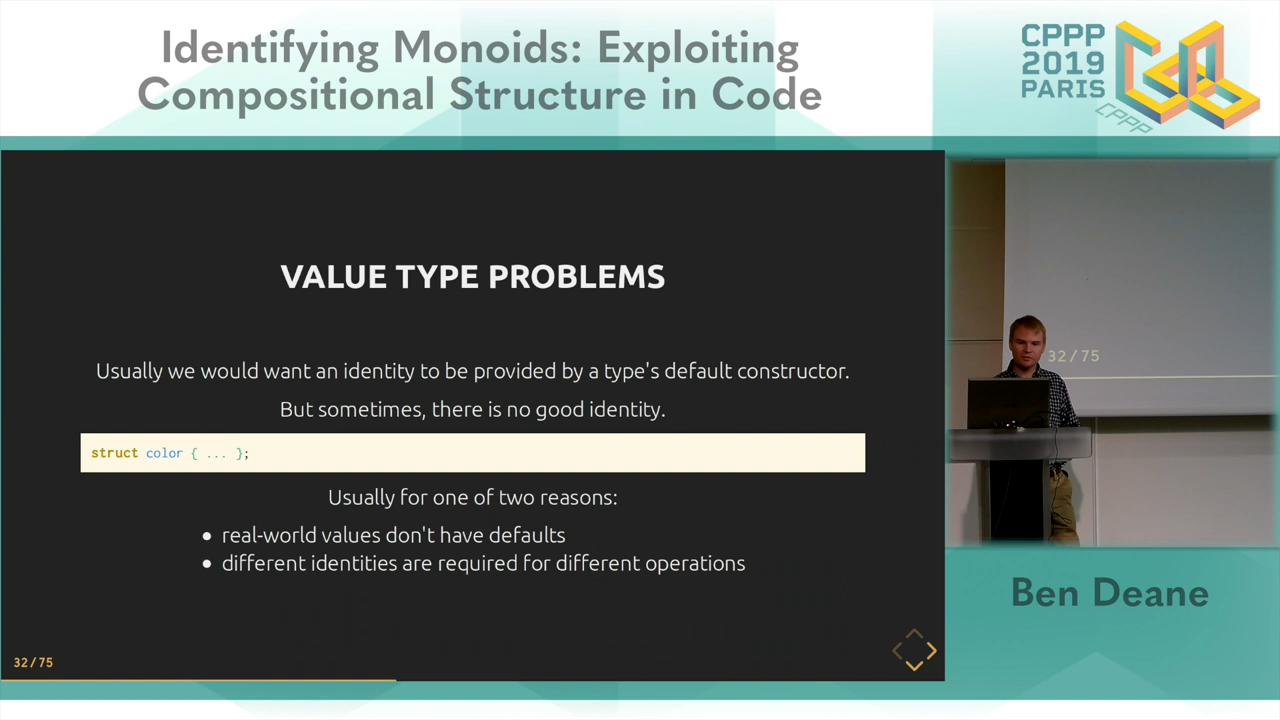 Identifying Monoids: Exploiting
Compositional Structure in Code
CPPP
2019
PARIS
CPPP
VALUE TYPE PROBLEMS
Usually we would want an identity to be provided by a type's default constructor.
But sometimes, there is no good identity.
struct color { ... };
Usually for one of two reasons:
• real-world values don't have defaults
• different identities are required for different operations
32/75
32/75
Ben Deane